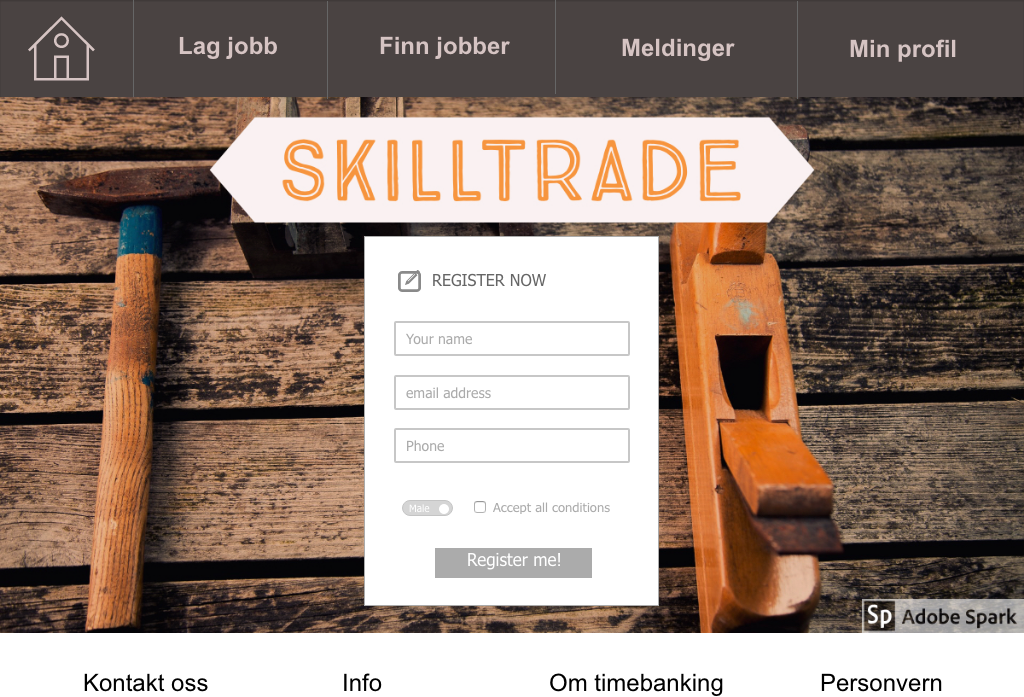 Lag jobb
Finn jobber
Meldinger
Min profil
SKILLTRADE
REGISTER NOW
Your name
email address
Phone
Male
Accept all conditions
Register me!
Sp Adobe Spark
Kontakt oss
Info
Om timebanking
Personvern